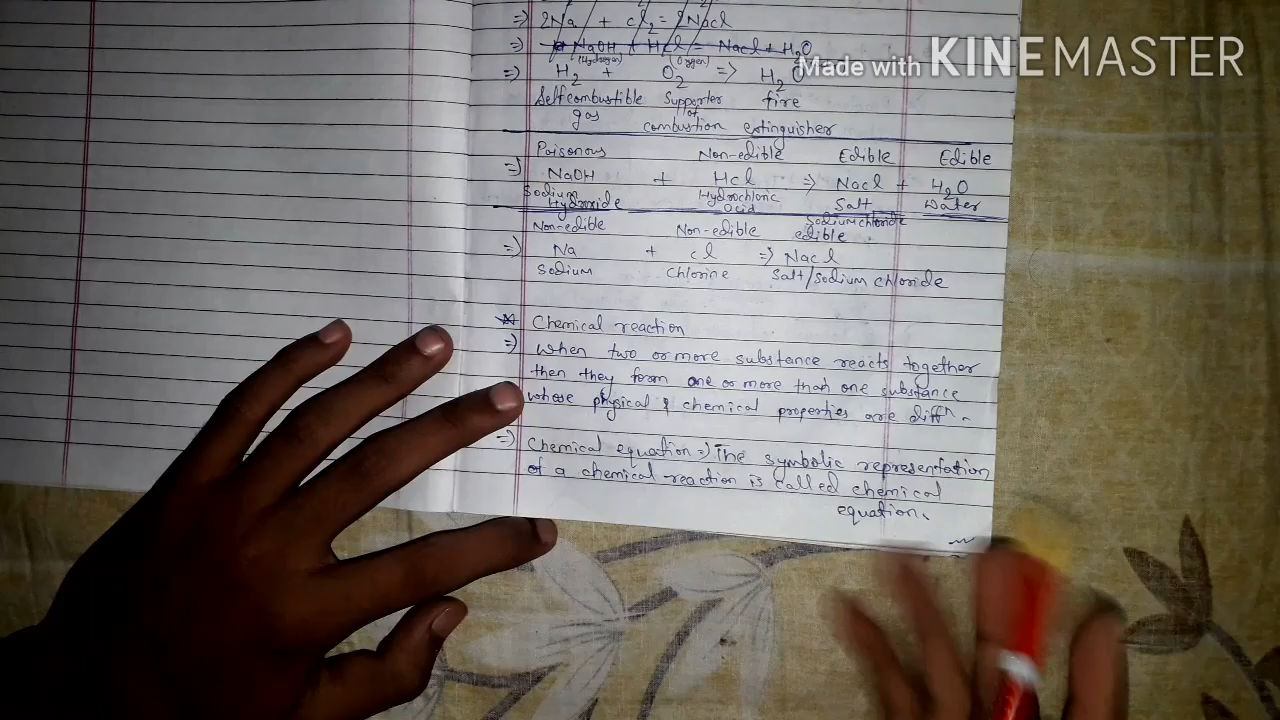 => 2Na + Cl2 = 2Nacl
=> NaOH + Hcl = Nacl + H2O
Made with KINEMASTER
(Hydrogen) (Oxygen)
=> H2 + O2 => H2O
Selfcombustible Supporter fire
gas of combustion extinguisher
Poisonous Non-edible Edible Edible
=> NaOH + Hcl => Nacl + H2O
Sodium Hydroxide Hydrochloric Acid Salt Water
Sodium chloride
Non-edible Non-edible edible
=> Na + cl => Nacl
Sodium Chlorine Salt/Sodium chloride
Chemical reaction
=> When two or more substance reacts together
then they form one or more than one substance
whose physical & chemical properties are diffn.
=> Chemical equation => The symbolic representation
of a chemical reaction is called chemical
equation.